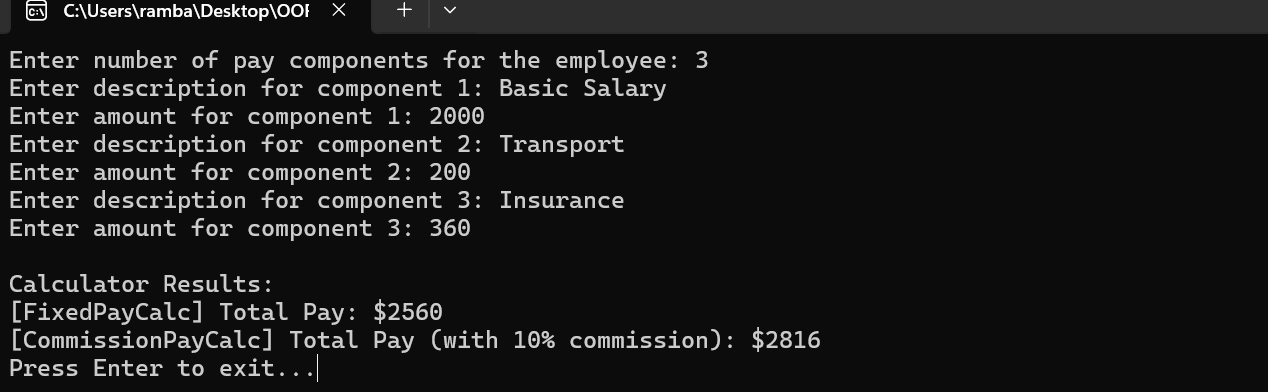 C:\Users\ramba\Desktop\OOF
Enter number of pay components for the employee: 3
Enter description for component 1: Basic Salary
Enter amount for component 1: 2000
Enter description for component 2: Transport
Enter amount for component 2: 200
Enter description for component 3: Insurance
Enter amount for component 3: 360
Calculator Results:
[FixedPayCalc] Total Pay: $2560
[CommissionPayCalc] Total Pay (with 10% commission): $2816
Press Enter to exit...